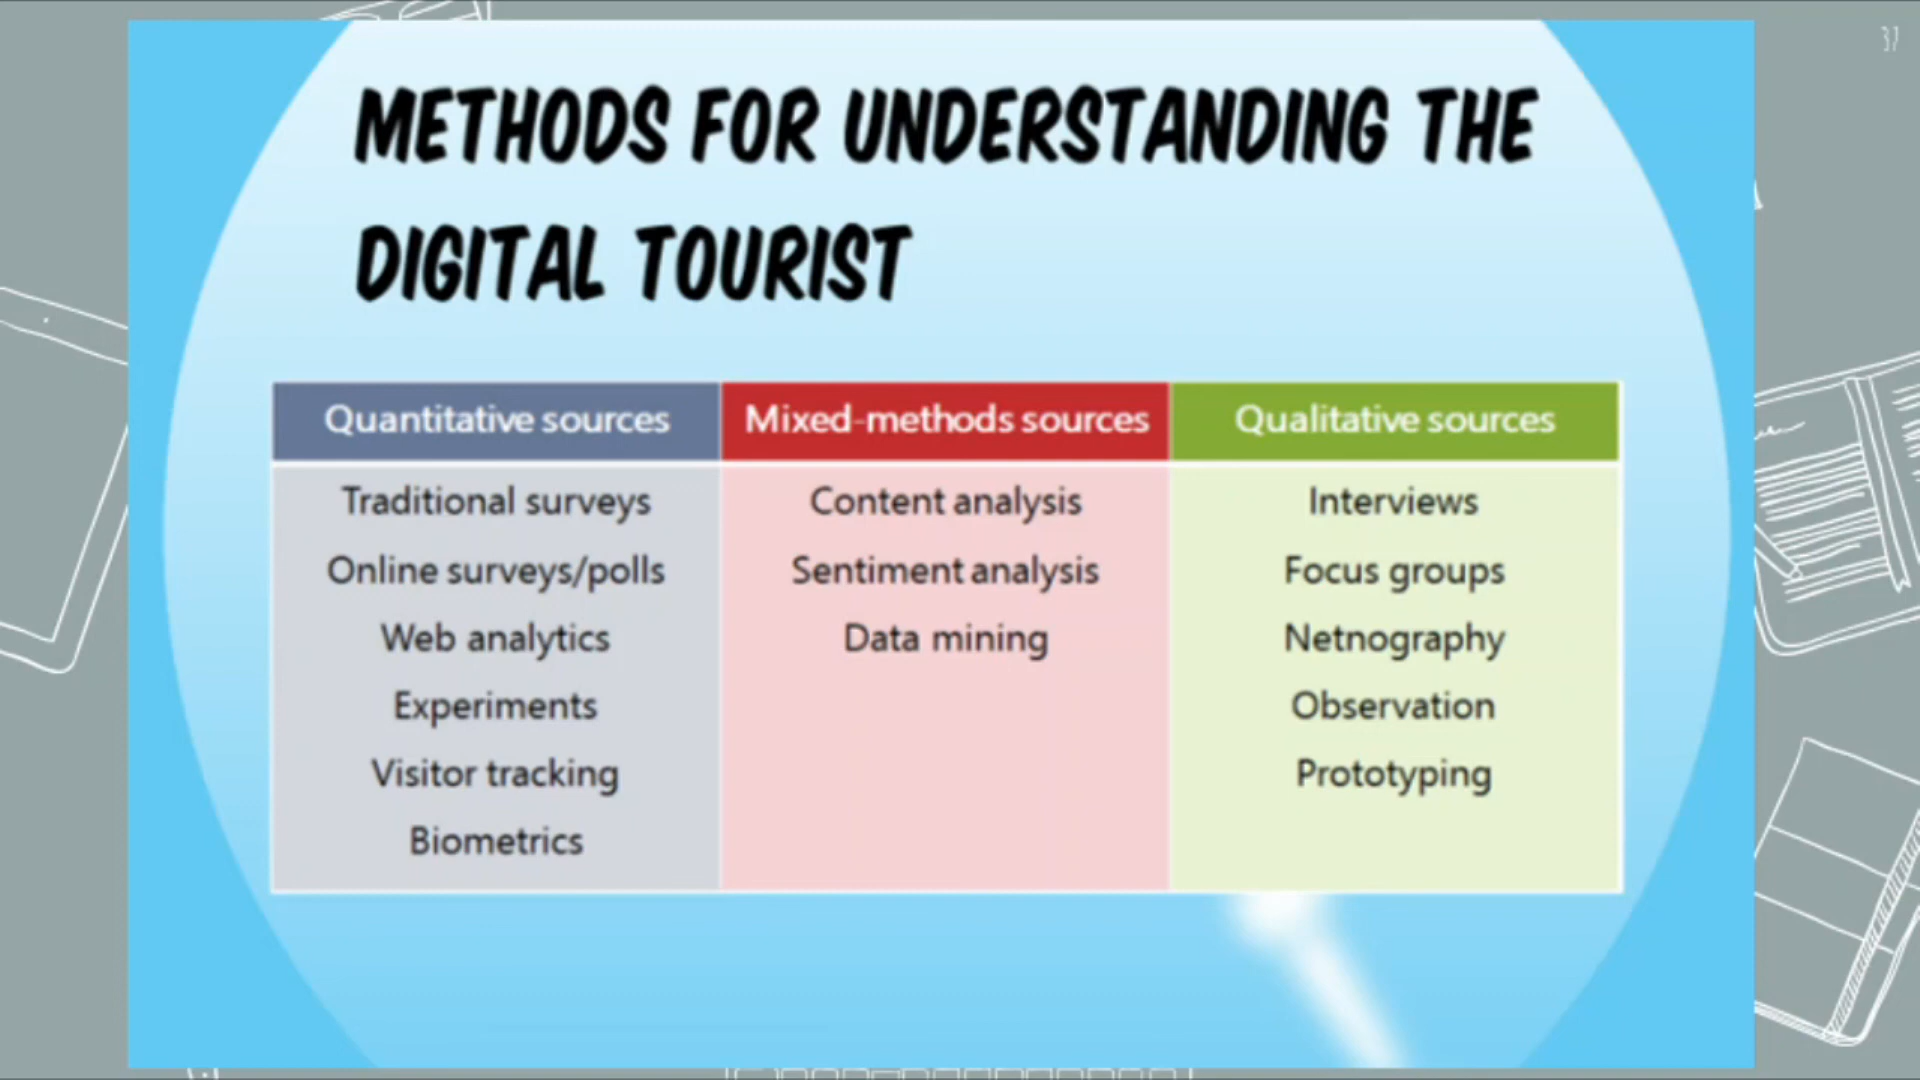 37
METHODS FOR UNDERSTANDING THE
DIGITAL TOURIST
Quantitative sources
Traditional surveys
Online surveys/polls
Web analytics
Experiments
Visitor tracking
Biometrics
Mixed-methods sources
Content analysis
Sentiment analysis
Data mining
Qualitative sources
Interviews
Focus groups
Netnography
Observation
Prototyping